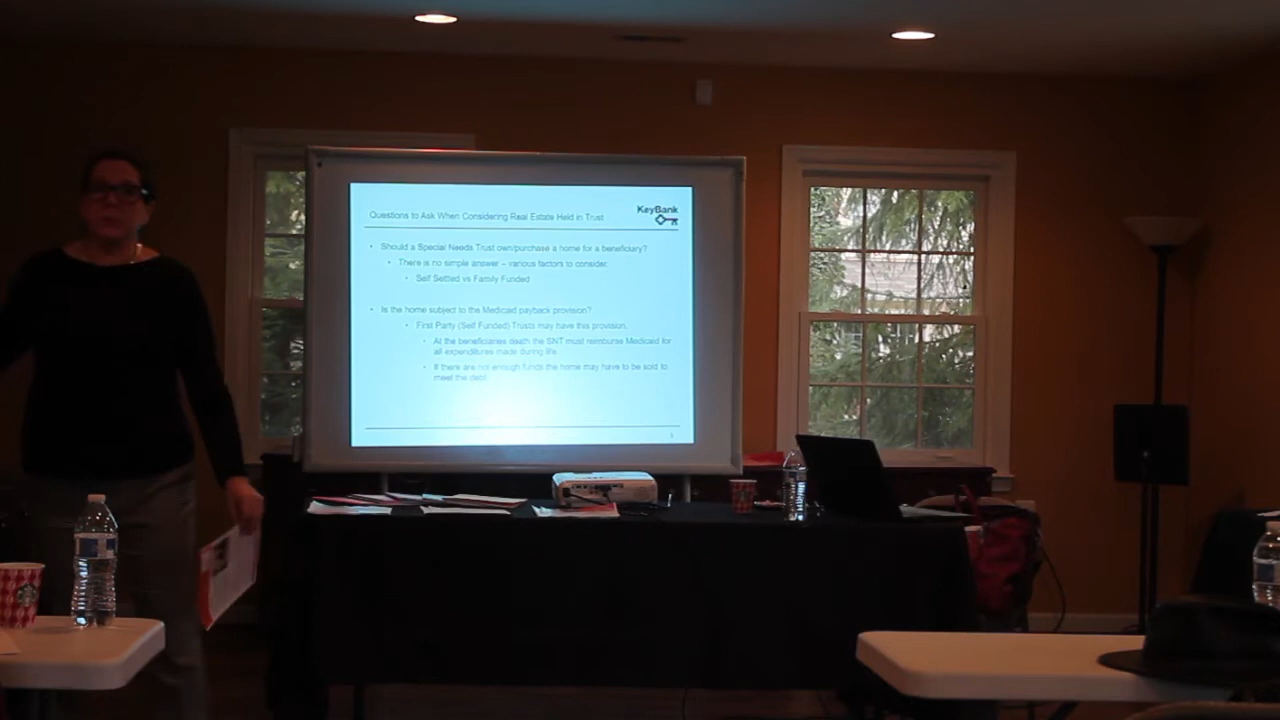 KeyBank
Questions to Ask When Considering Real Estate Held in Trust
• Should a Special Needs Trust own/purchase a home for a beneficiary?
• There is no simple answer – various factors to consider.
• Self Settled vs Family Funded
• Is the home subject to the Medicaid payback provision?
• First Party (Self Funded) Trusts may have this provision.
• At the beneficiaries death the SNT must reimburse Medicaid for
all expenditures made during life.
• If there are not enough funds the home may have to be sold to
meet the debt.